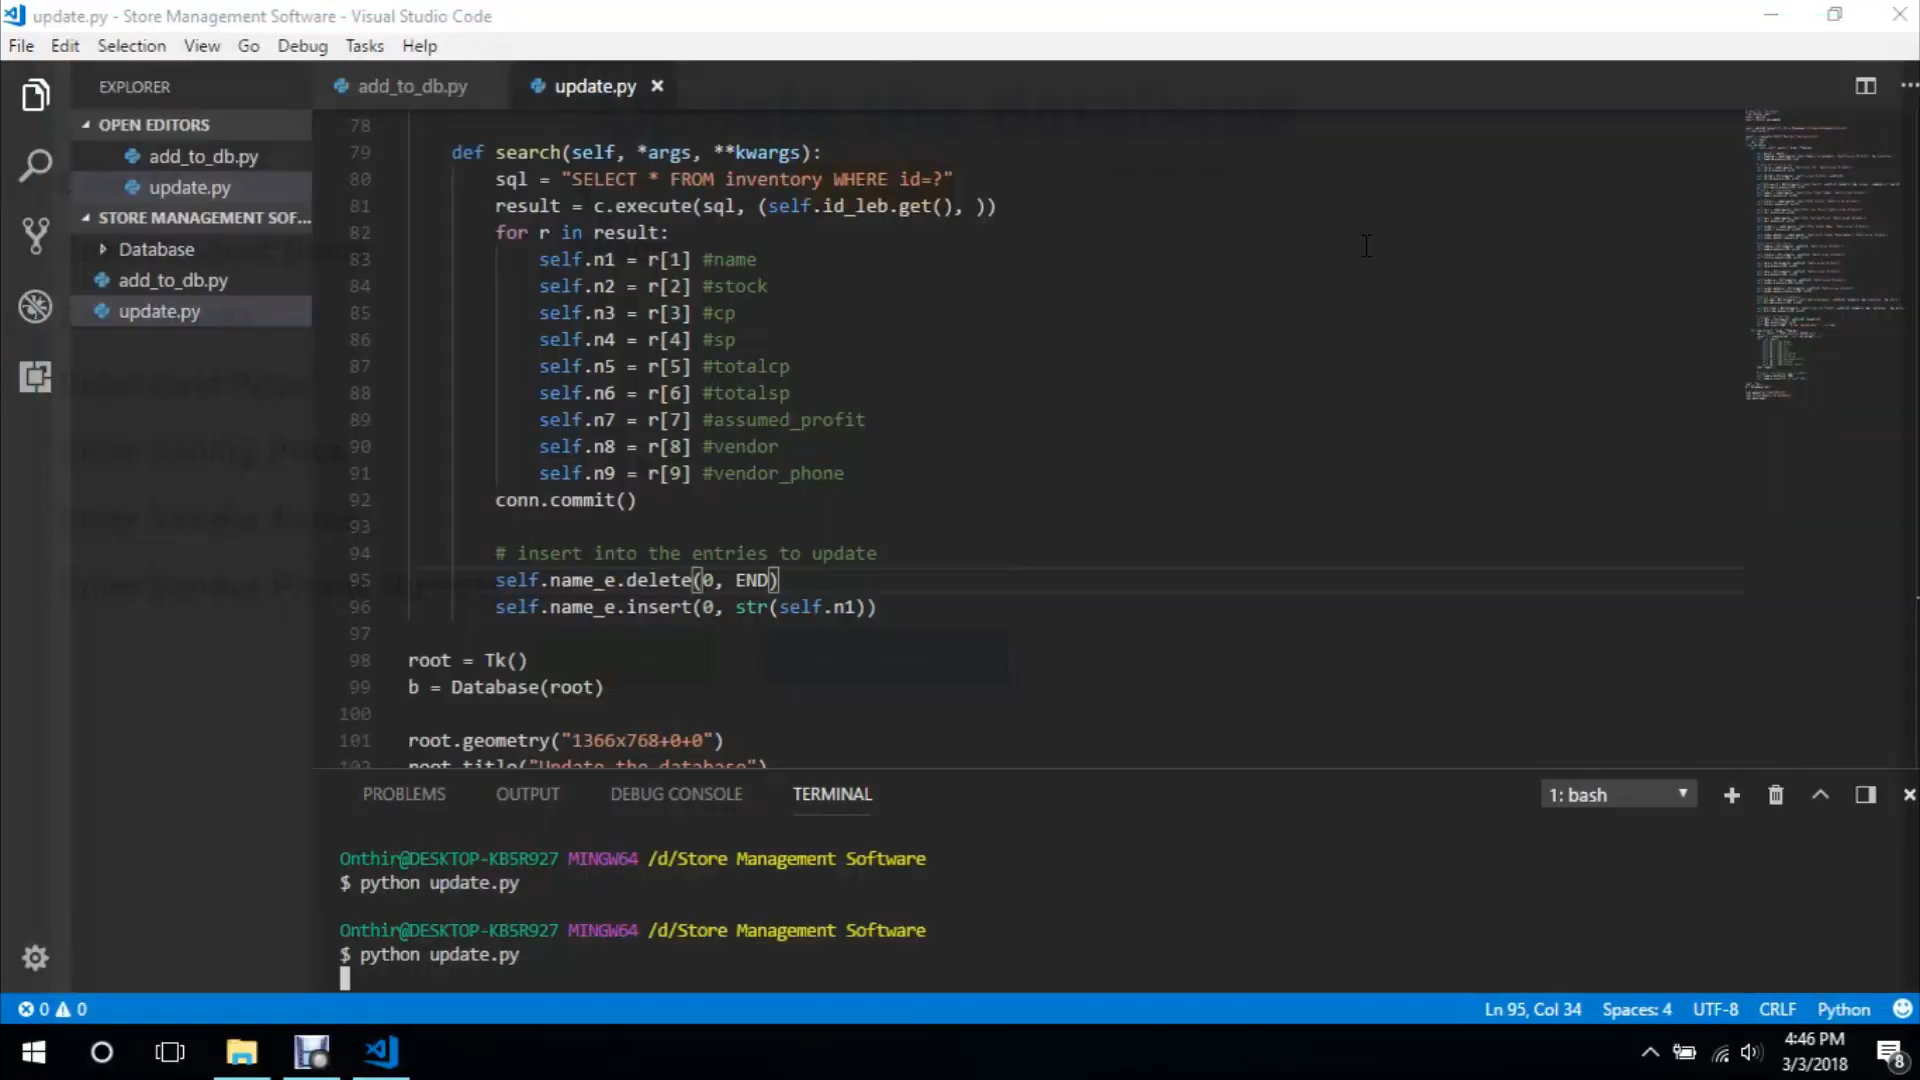 update.py - Store Management Software - Visual Studio Code
File Edit Selection View Go Debug Tasks Help
EXPLORER
add_to_db.py
update.py
OPEN EDITORS
add_to_db.py
update.py
STORE MANAGEMENT SOF...
Database
add_to_db.py
update.py
78
79 def search(self, *args, **kwargs):
80 sql = "SELECT * FROM inventory WHERE id=?"
81 result = c.execute(sql, (self.id_leb.get(), ))
82 for r in result:
83 self.n1 = r[1] #name
84 self.n2 = r[2] #stock
85 self.n3 = r[3] #cp
86 self.n4 = r[4] #sp
87 self.n5 = r[5] #totalcp
88 self.n6 = r[6] #totalsp
89 self.n7 = r[7] #assumed_profit
90 self.n8 = r[8] #vendor
91 self.n9 = r[9] #vendor_phone
92 conn.commit()
93
94 # insert into the entries to update
95 self.name_e.delete(0, END)
96 self.name_e.insert(0, str(self.n1))
97
98 root = Tk()
99 b = Database(root)
100
101 root.geometry("1366x768+0+0")
102 root.title("Update the database")
PROBLEMS OUTPUT DEBUG CONSOLE TERMINAL
1: bash
Onthir@DESKTOP-KB5R927 MINGW64 /d/Store Management Software
$ python update.py
Onthir@DESKTOP-KB5R927 MINGW64 /d/Store Management Software
$ python update.py
0 0
Ln 95, Col 34 Spaces: 4 UTF-8 CRLF Python
4:46 PM
3/3/2018
8